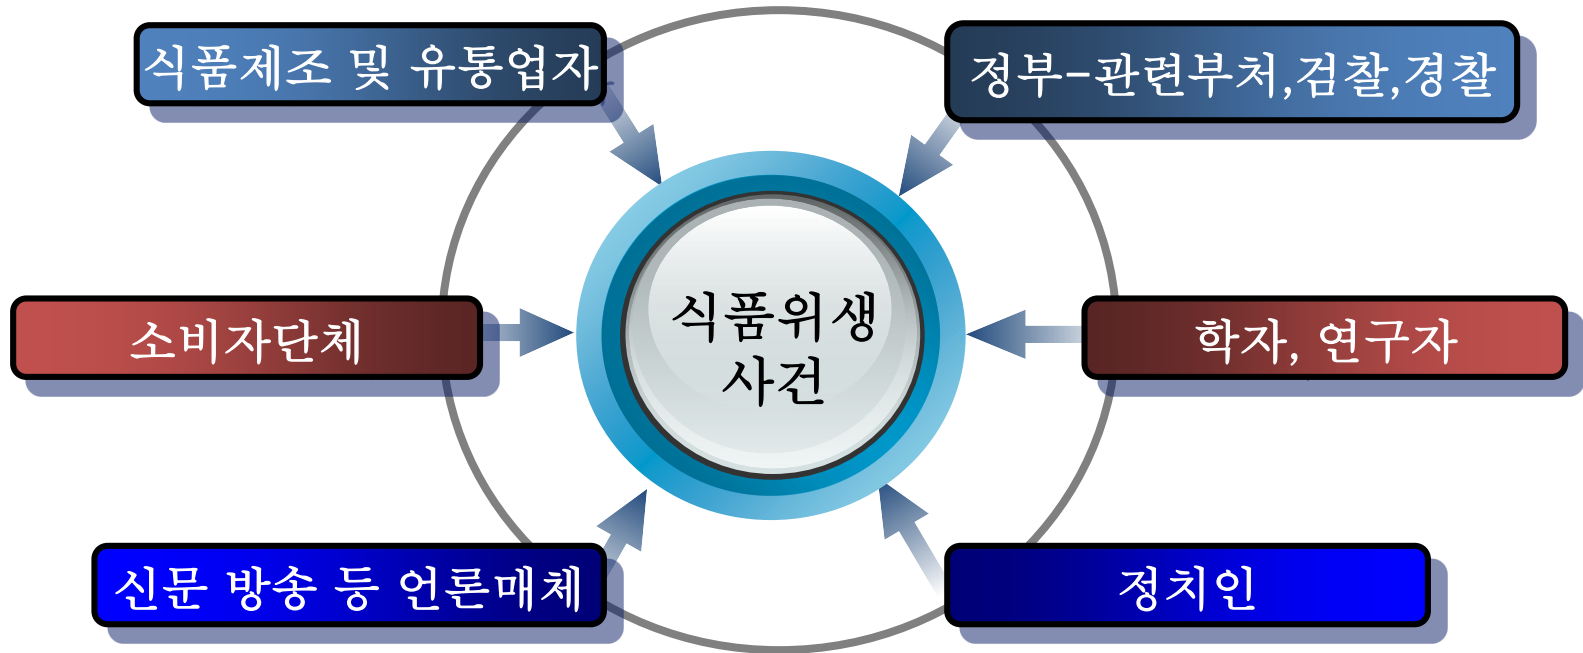 식품제조 및 유통업자
정부-관련부처,검찰,경찰
소비자단체
식품위생
사건
학자, 연구자
신문 방송 등 언론매체
정치인